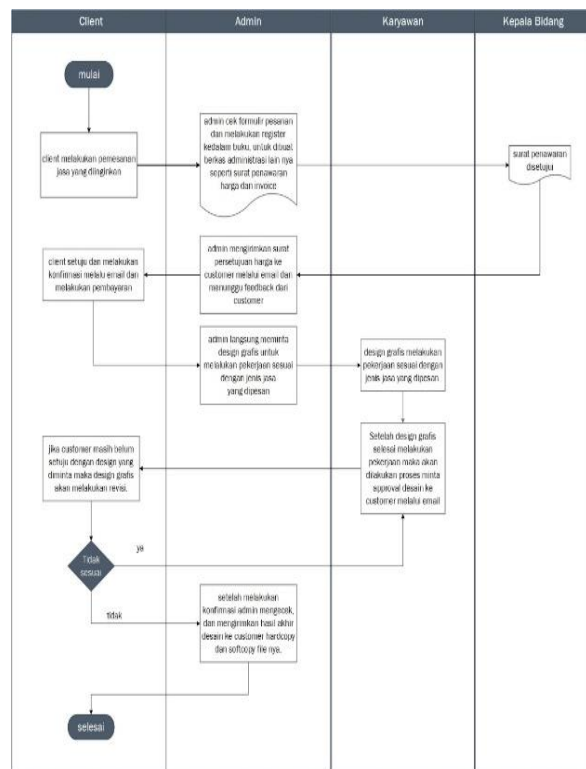 Client
Admin
Karyawan
Kepala Bidang
mulai
client melakukan pemesanan
jasa yang diinginkan
admin cek formulir pesanan
dan melakukan register
kedalam buku, untuk dibuat
berkas administrasi lain nya
seperti surat penawaran
harga dan invoice
surat penawaran
disetujui
admin mengirimkan surat
persetujuan harga ke
customer melalui email dan
menunggu feedback dari
customer
client setuju dan melakukan
konfirmasi melalu email dan
melakukan pembayaran
admin langsung meminta
design grafis untuk
melalukan pekerjaan sesuai
dengan jenis jasa
yang dipesan
design grafis melakukan
pekerjaan sesuai dengan
jenis jasa yang dipesan
Setelah design grafis
selesai melakukan
pekerjaan maka akan
dilakukan proses minta
approval desain ke
customer melalui email
jika customer masih belum
setuju dengan design yang
diminta maka design grafis
akan melakukan revisi.
Tidak
sesuai
ya
tidak
setelah melakukan
konfirmasi admin mengecek,
dan mengirimkan hasil akhir
desain ke customer hardcopy
dan softcopy file nya.
selesai